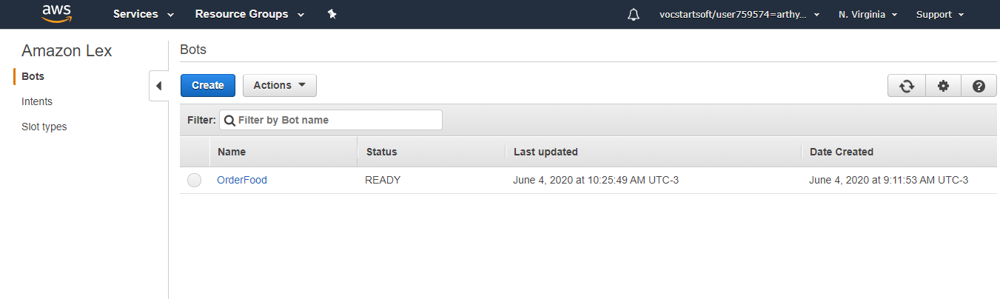 aws Services Resource Groups vocstartsoft/user759574=arthy... N. Virginia Support
Amazon Lex
Bots
Intents
Slot types
Bots
Create Actions
Filter: Filter by Bot name
Name Status Last updated Date Created
OrderFood READY June 4, 2020 at 10:25:49 AM UTC-3 June 4, 2020 at 9:11:53 AM UTC-3